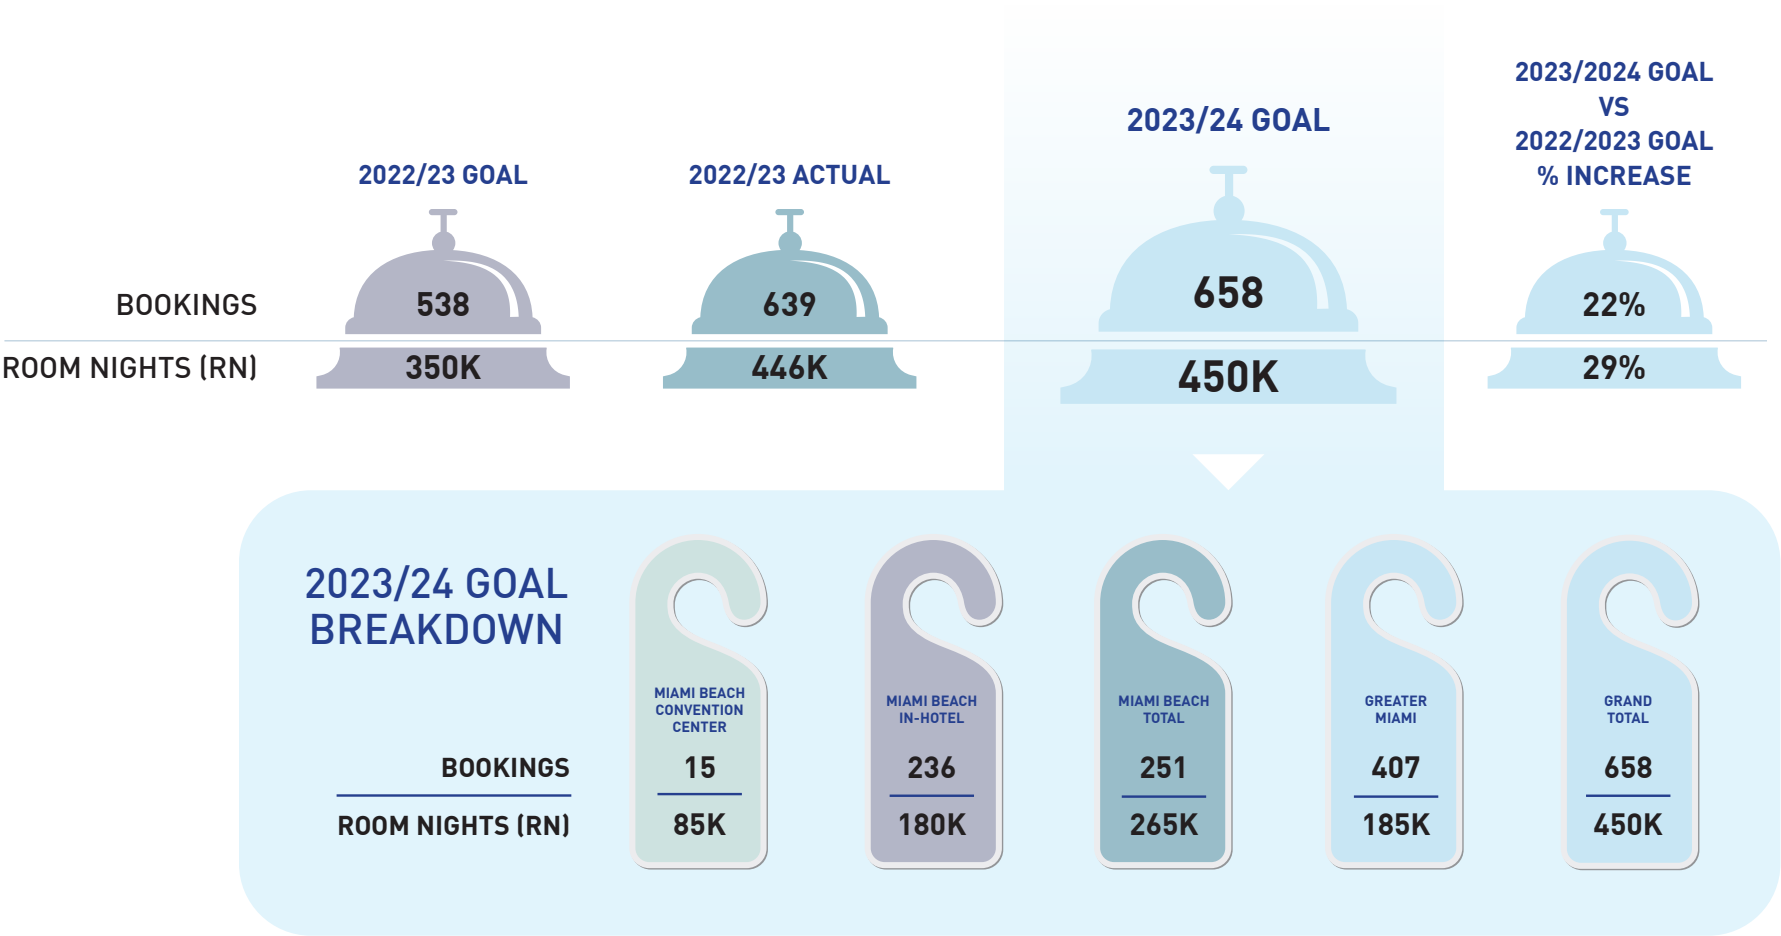 2022/23 GOAL
2022/23 ACTUAL
2023/24 GOAL
2023/2024 GOAL
VS
2022/2023 GOAL
% INCREASE
BOOKINGS
538
639
658
22%
ROOM NIGHTS (RN)
350K
446K
450K
29%
2023/24 GOAL
BREAKDOWN
MIAMI BEACH
CONVENTION
CENTER
MIAMI BEACH
IN-HOTEL
MIAMI BEACH
TOTAL
GREATER
MIAMI
GRAND
TOTAL
BOOKINGS
15
236
251
407
658
ROOM NIGHTS (RN)
85K
180K
265K
185K
450K